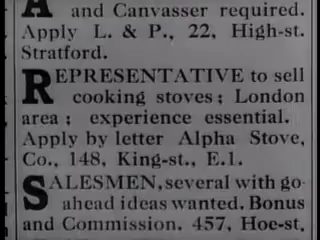 A and Canvasser required.
Apply L. & P., 22, High-st.
Stratford.
REPRESENTATIVE to sell
cooking stoves; London
area; experience essential.
Apply by letter Alpha Stove,
Co., 148, King-st., E.1.
SALESMEN, several with go-
ahead ideas wanted. Bonus
and Commission. 457, Hoe-st,